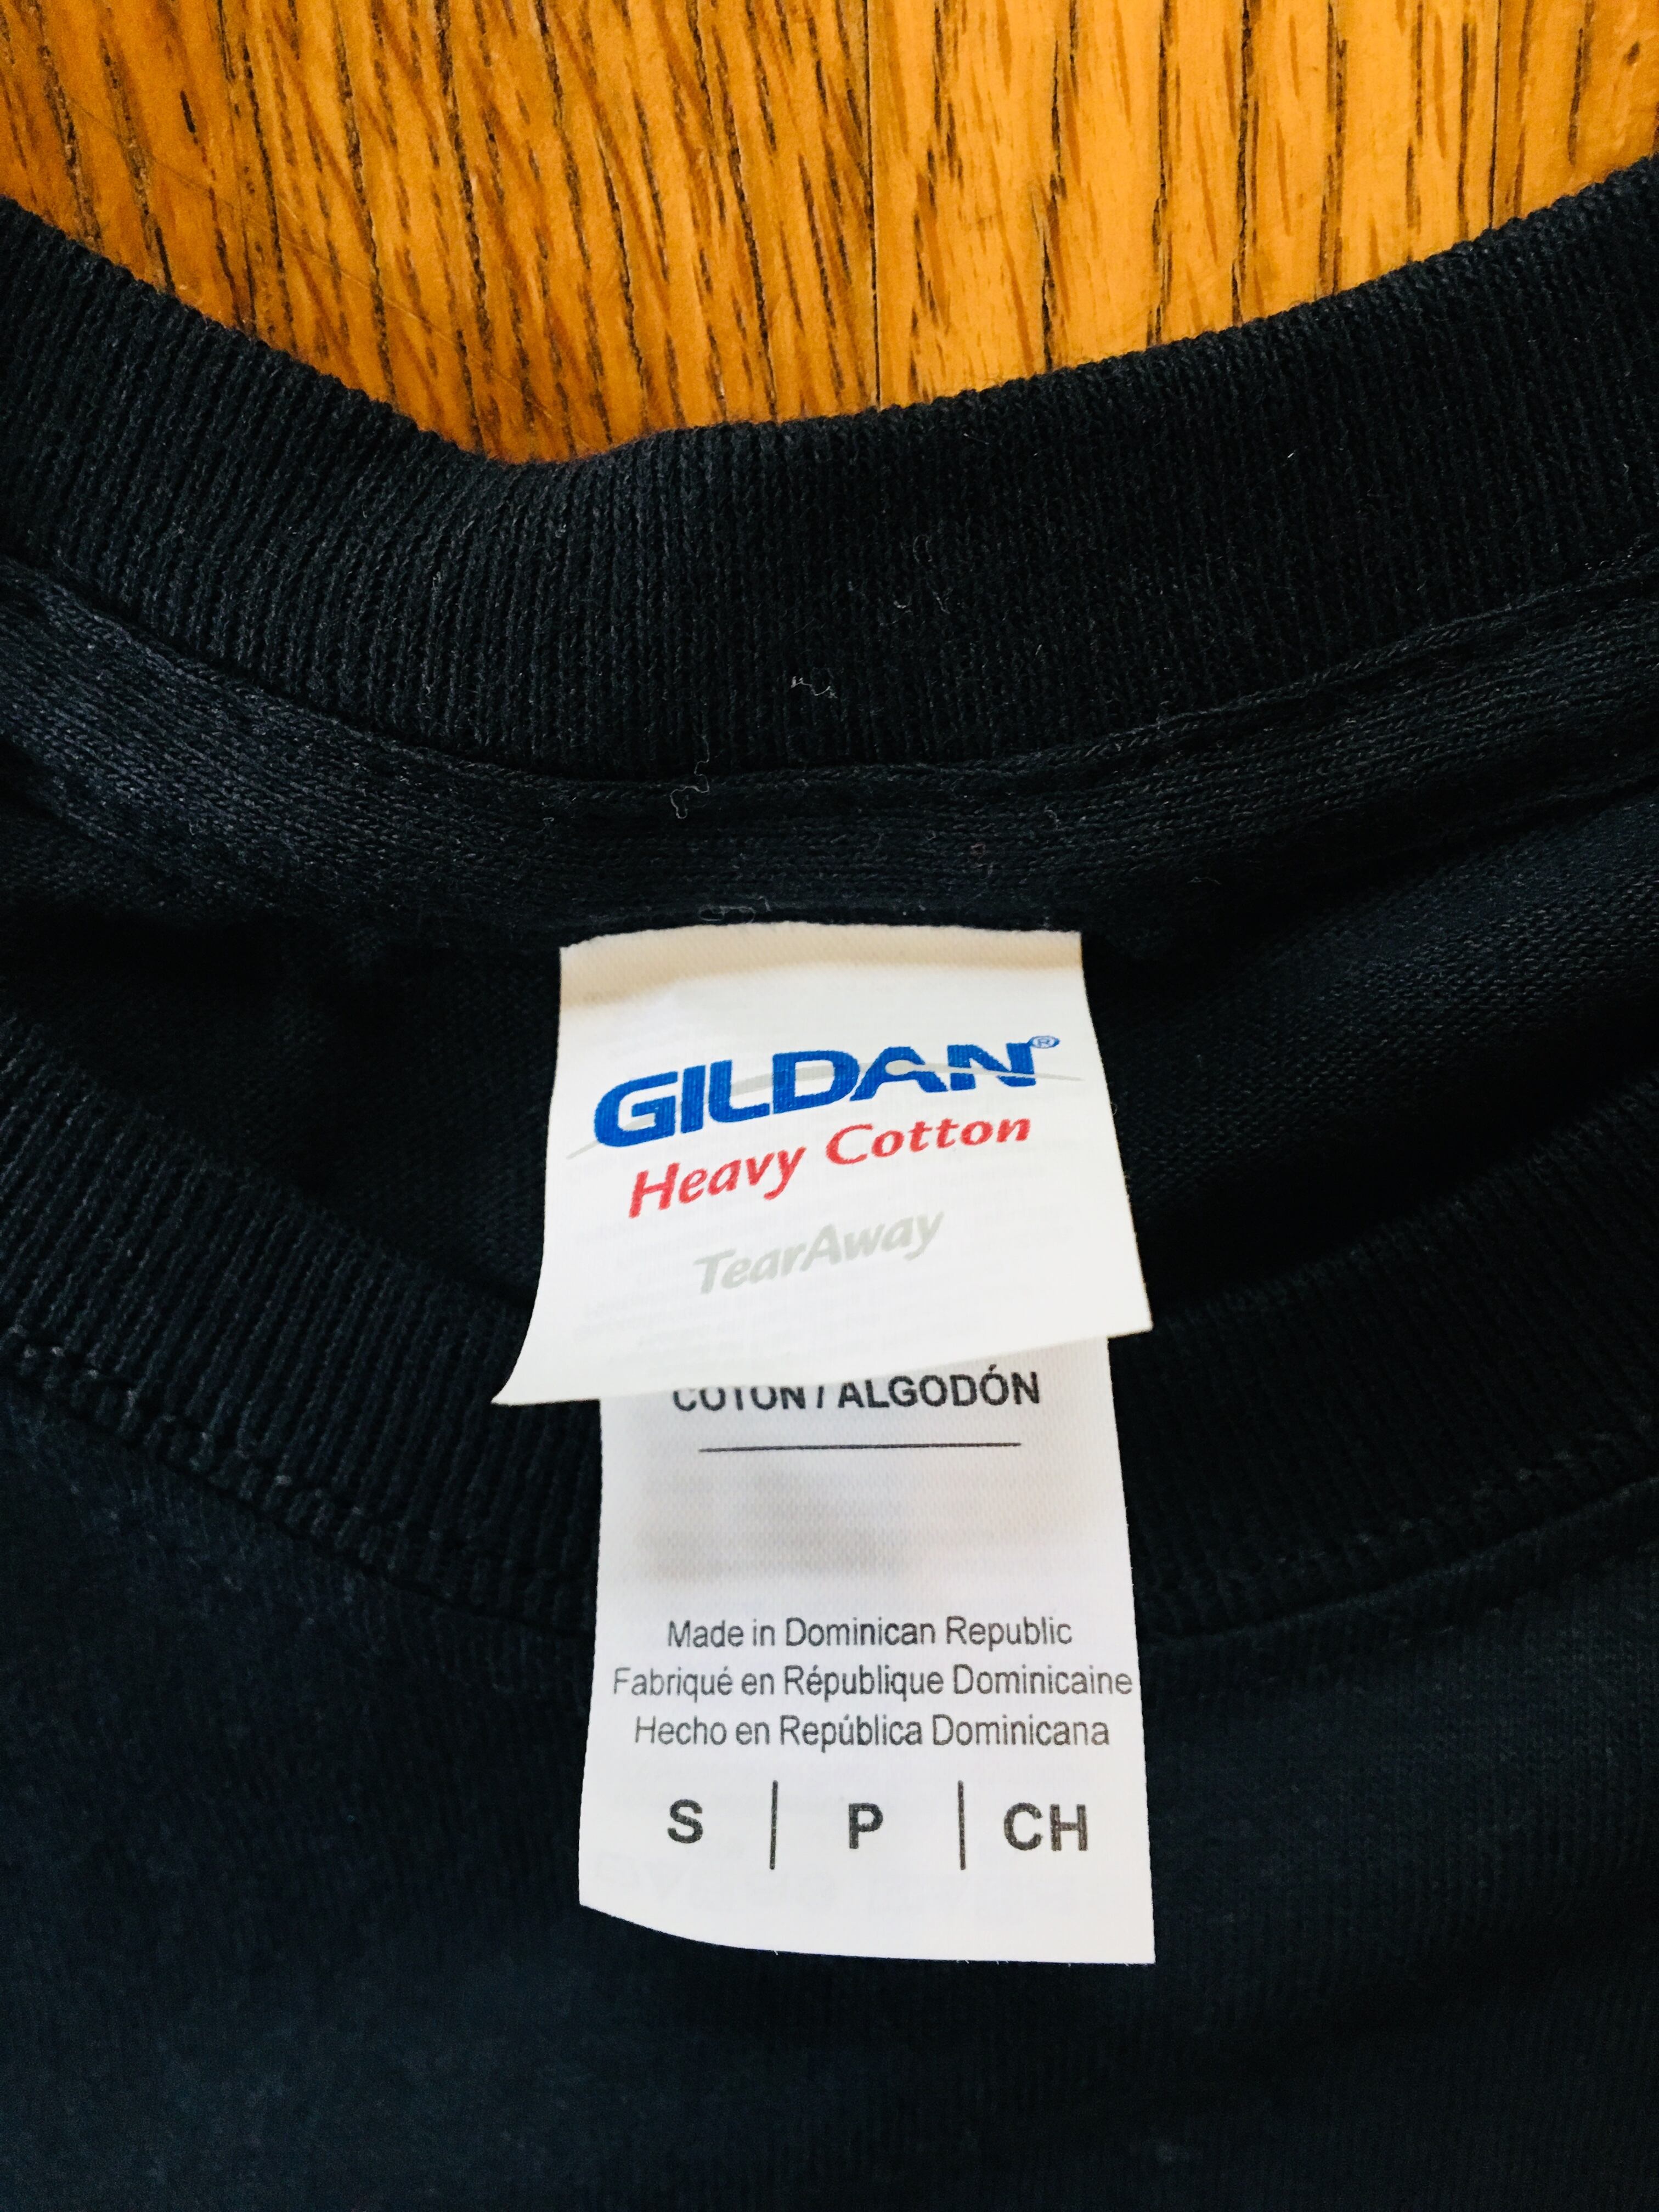 GILDAN®
Heavy Cotton
TearAway
COTON / ALGODÓN
Made in Dominican Republic
Fabriqué en République Dominicaine
Hecho en República Dominicana
S | P | CH